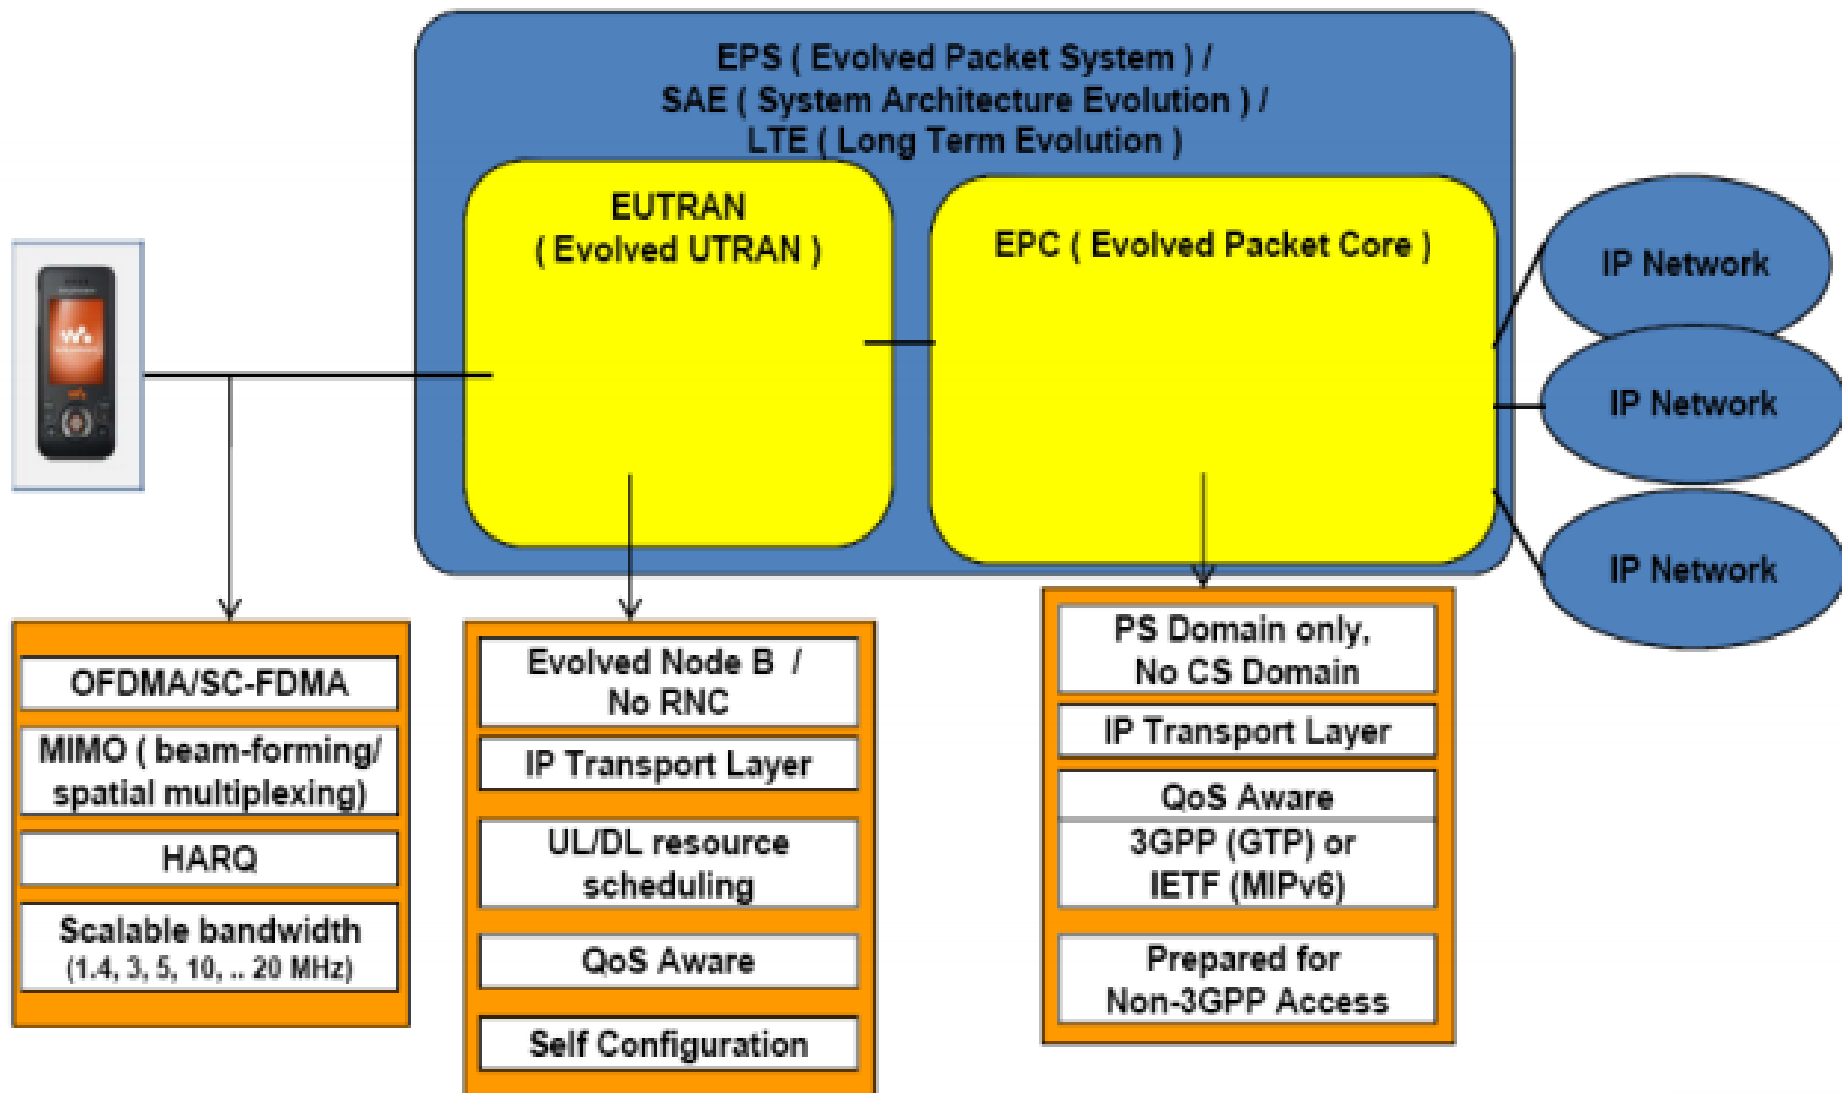 EPS ( Evolved Packet System ) /
SAE ( System Architecture Evolution ) /
LTE ( Long Term Evolution )
EUTRAN
( Evolved UTRAN )
EPC ( Evolved Packet Core )
IP Network
IP Network
IP Network
OFDMA/SC-FDMA
MIMO ( beam-forming/
spatial multiplexing)
HARQ
Scalable bandwidth
(1.4, 3, 5, 10, .. 20 MHz)
Evolved Node B /
No RNC
IP Transport Layer
UL/DL resource
scheduling
QoS Aware
Self Configuration
PS Domain only,
No CS Domain
IP Transport Layer
QoS Aware
3GPP (GTP) or
IETF (MIPv6)
Prepared for
Non-3GPP Access